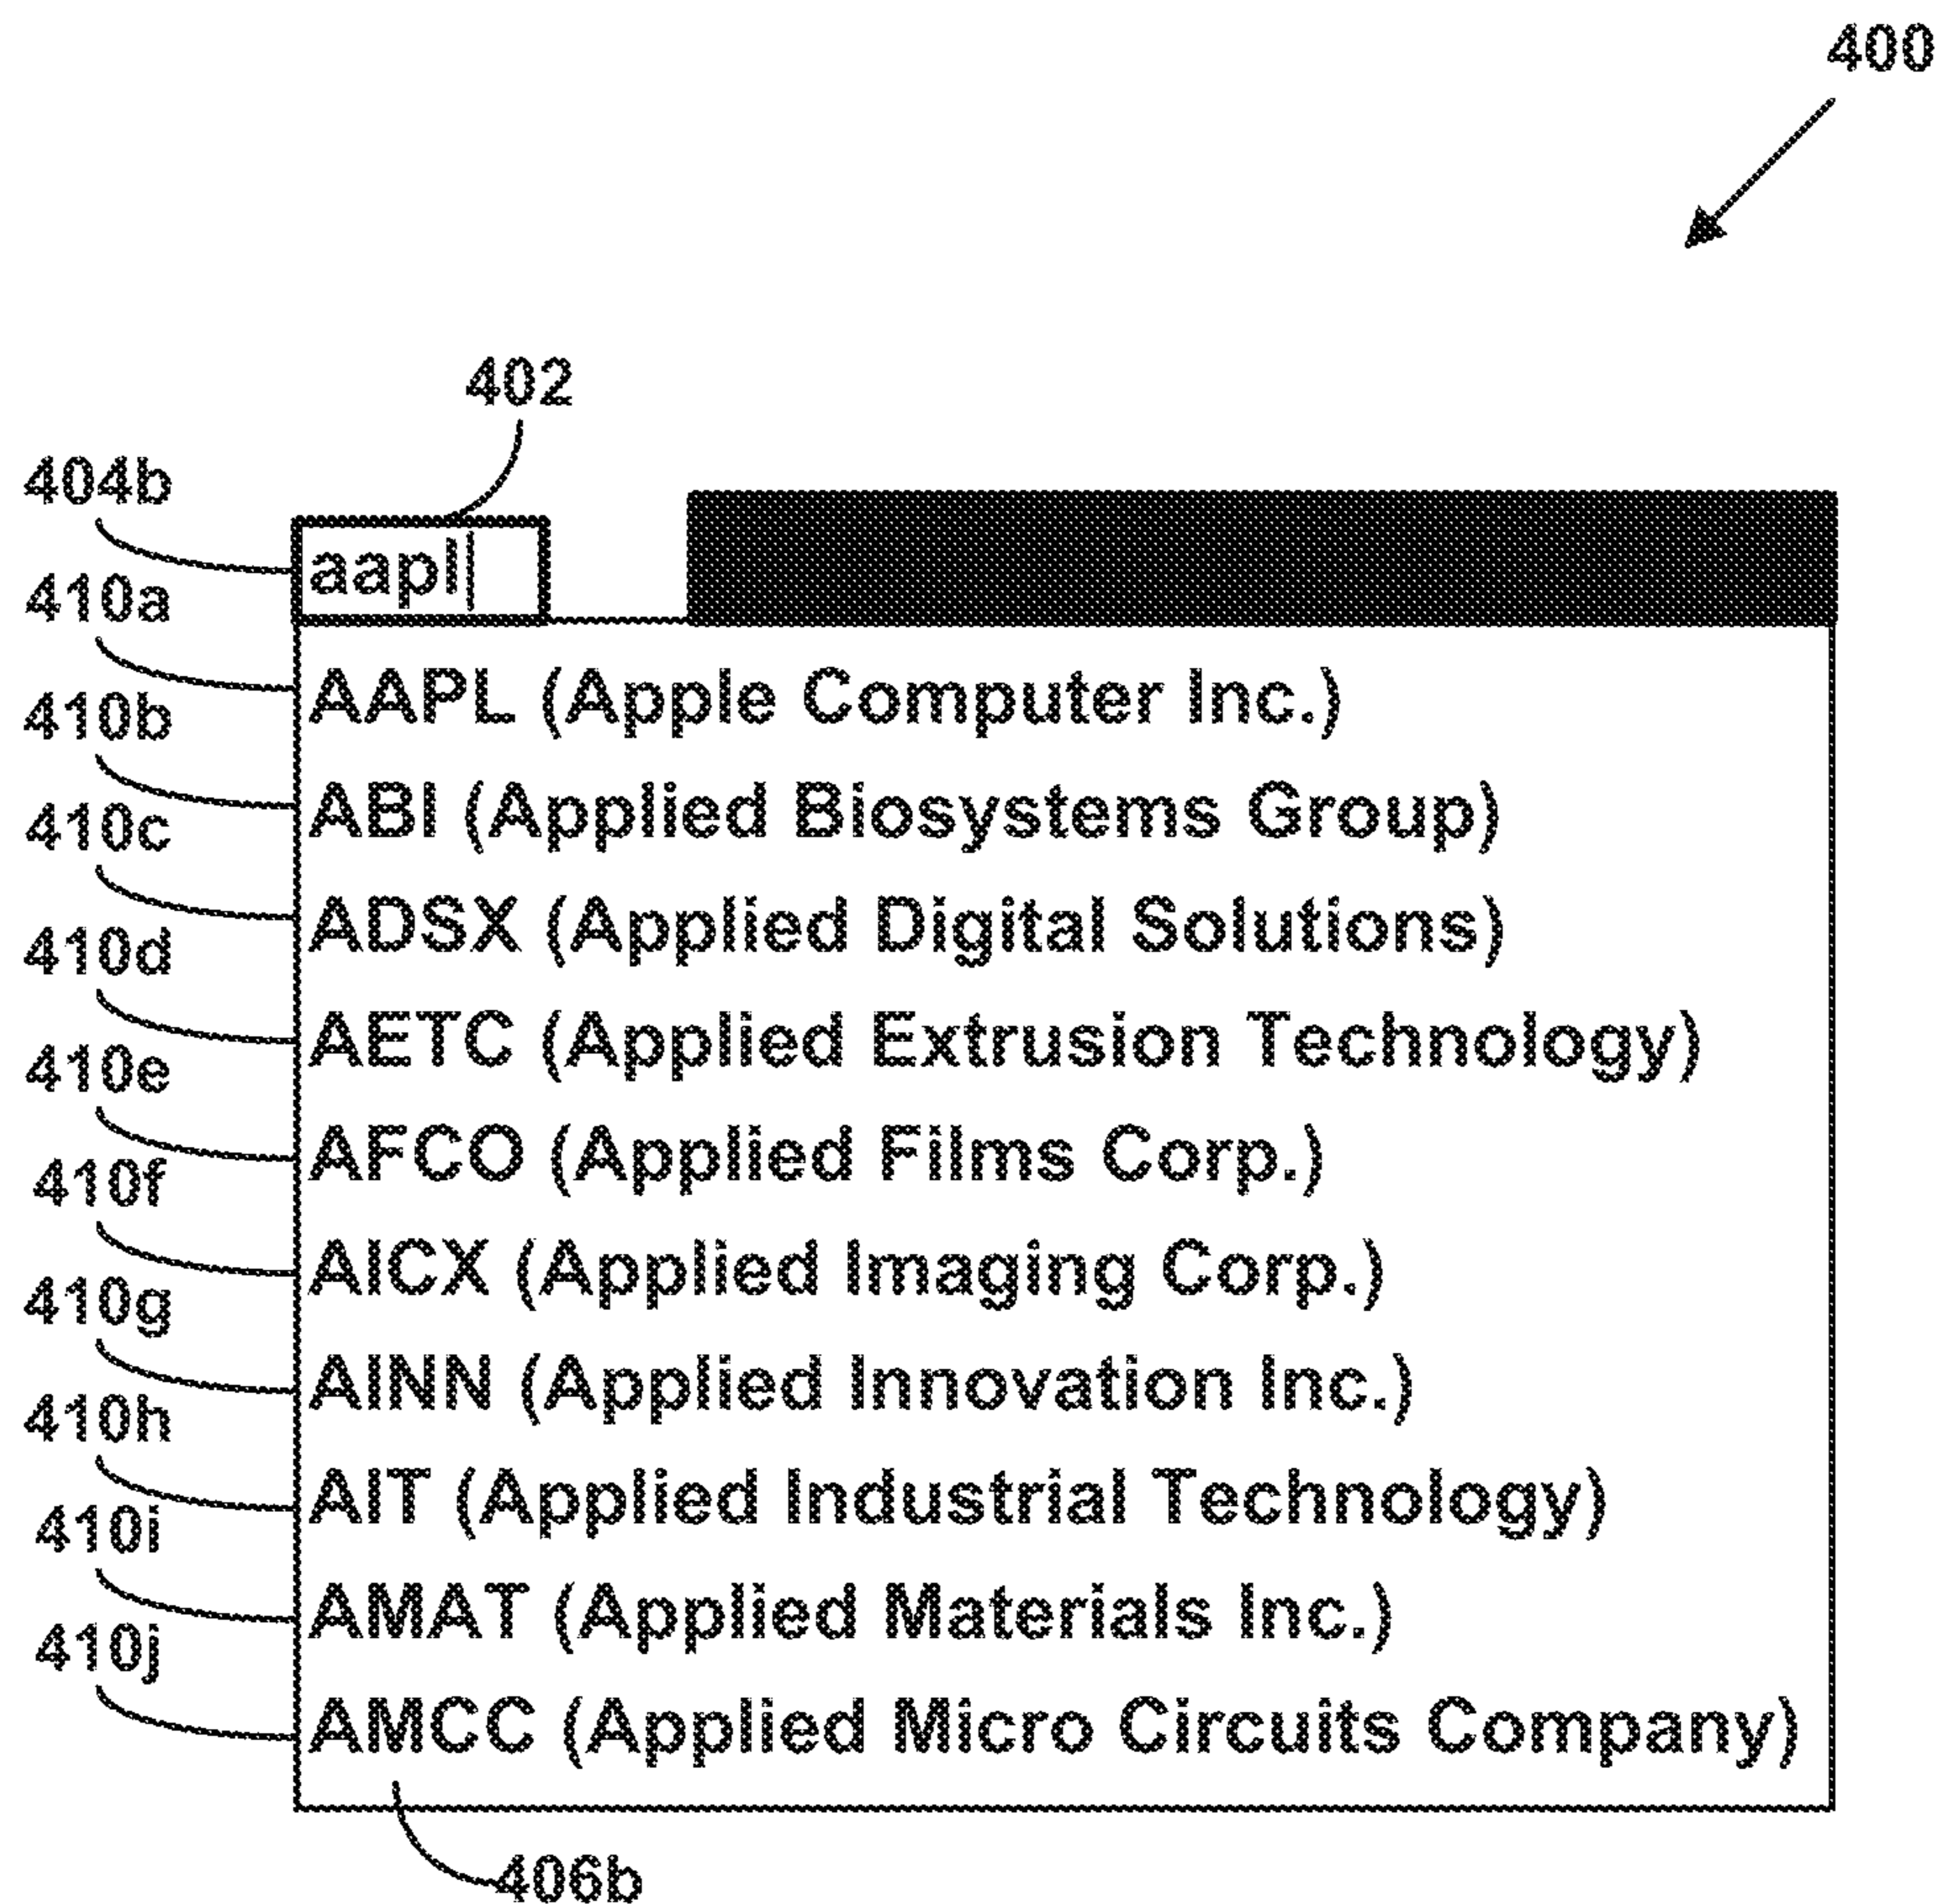 400
402
404b
aapl
410a
AAPL (Apple Computer Inc.)
410b
ABI (Applied Biosystems Group)
410c
ADSX (Applied Digital Solutions)
410d
AETC (Applied Extrusion Technology)
410e
AFCO (Applied Films Corp.)
410f
AICX (Applied Imaging Corp.)
410g
AINN (Applied Innovation Inc.)
410h
AIT (Applied Industrial Technology)
410i
AMAT (Applied Materials Inc.)
410j
AMCC (Applied Micro Circuits Company)
406b